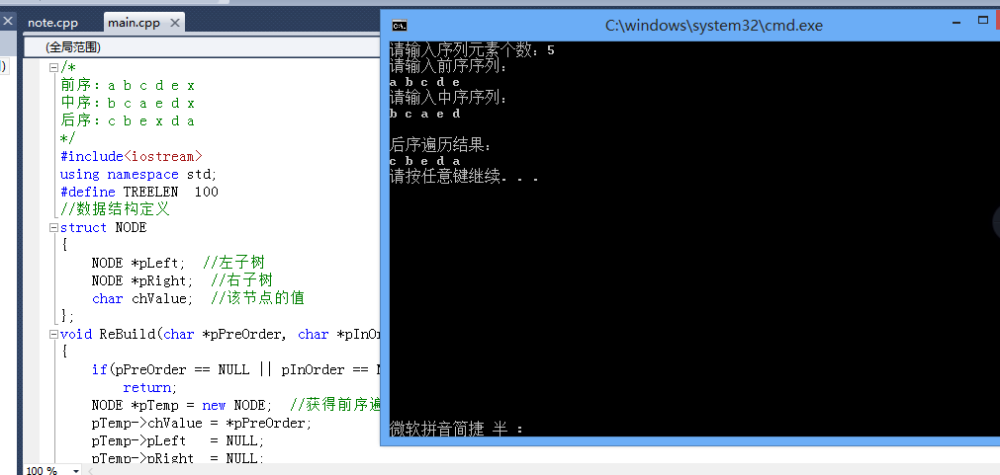 note.cpp main.cpp
(全局范围)
/*
前序：a b c d e x
中序：b c a e d x
后序：c b e x d a
*/
#include<iostream>
using namespace std;
#define TREELEN 100
//数据结构定义
struct NODE
{
NODE *pLeft; //左子树
NODE *pRight; //右子树
char chValue; //该节点的值
};
void ReBuild(char *pPreOrder, char *pInOr
{
if(pPreOrder == NULL || pInOrder == N
return;
NODE *pTemp = new NODE; //获得前序遍
pTemp->chValue = *pPreOrder;
pTemp->pLeft = NULL;
pTemp->pRight = NULL;
100 %
C:\windows\system32\cmd.exe
请输入序列元素个数：5
请输入前序序列：
a b c d e
请输入中序序列：
b c a e d
后序遍历结果：
c b e d a
请按任意键继续. . .
微软拼音简捷 半 ：